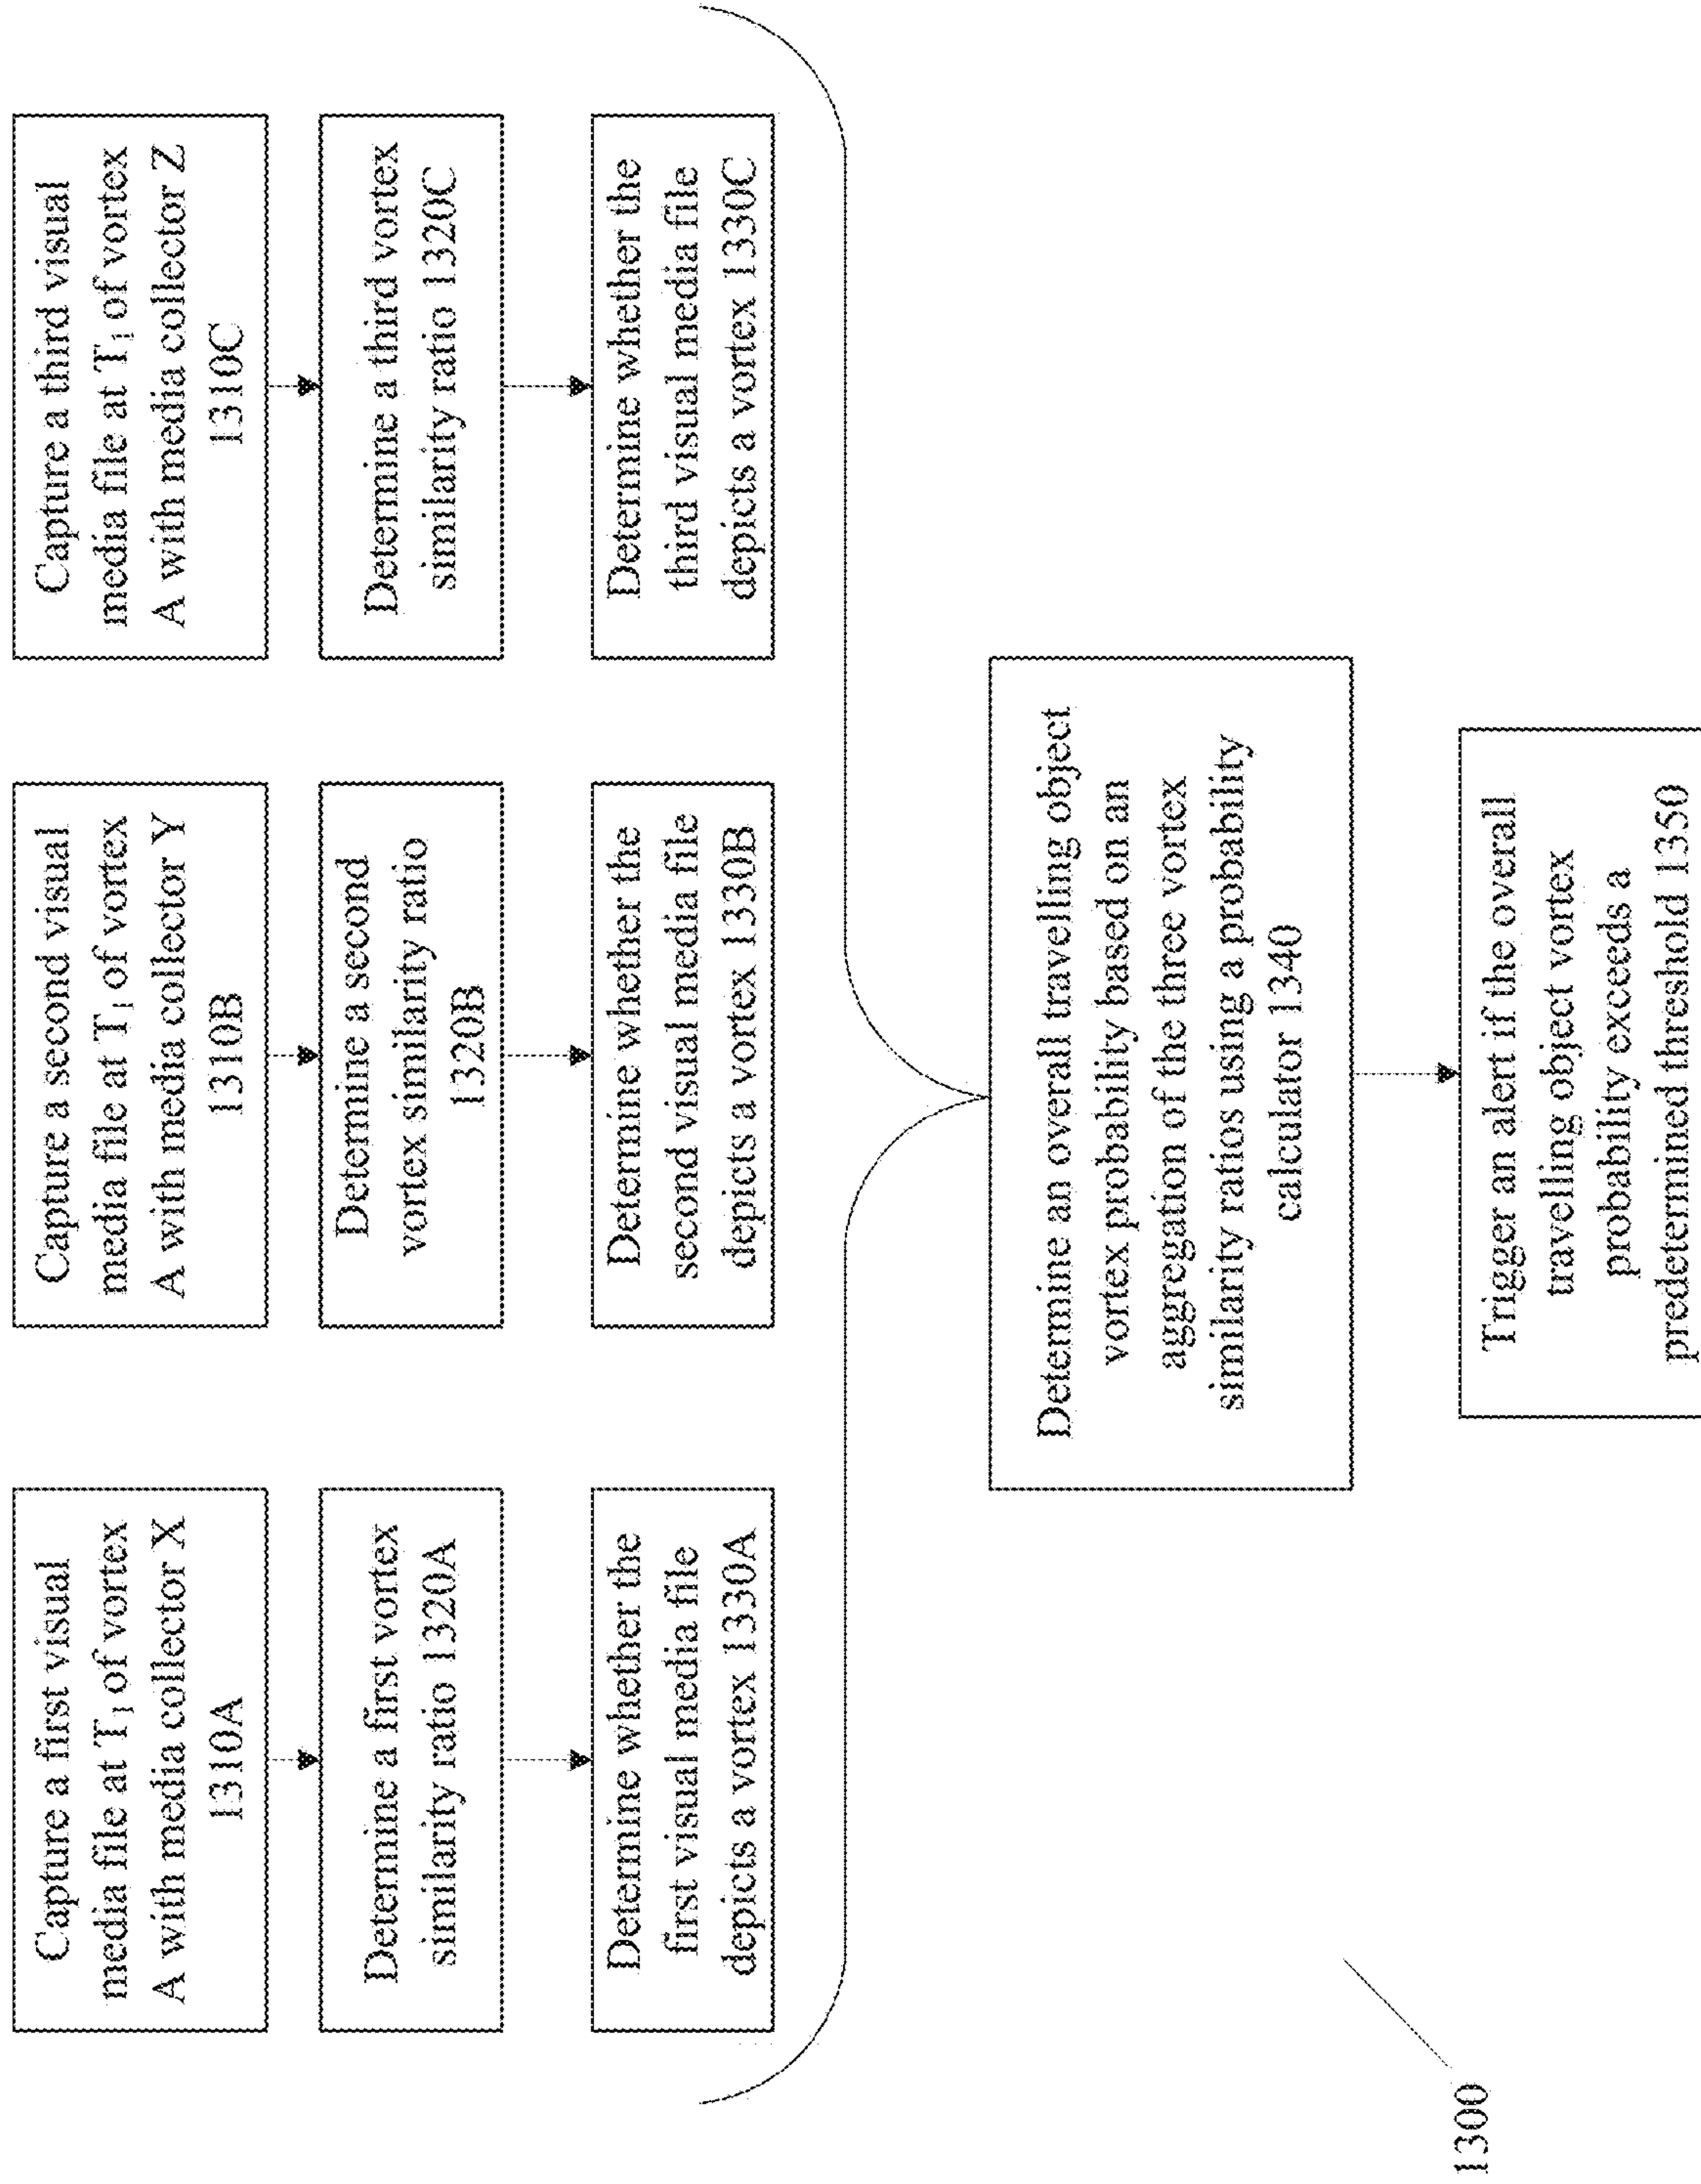 Capture a first visual
media file at T1 of vortex
A with media collector X
1310A
Determine a first vortex
similarity ratio 1320A
Determine whether the
first visual media file
depicts a vortex 1330A
Capture a second visual
media file at T1 of vortex
A with media collector Y
1310B
Determine a second
vortex similarity ratio
1320B
Determine whether the
second visual media file
depicts a vortex 1330B
Capture a third visual
media file at T1 of vortex
A with media collector Z
1310C
Determine a third vortex
similarity ratio 1320C
Determine whether the
third visual media file
depicts a vortex 1330C
Determine an overall travelling object
vortex probability based on an
aggregation of the three vortex
similarity ratios using a probability
calculator 1340
Trigger an alert if the overall
travelling object vortex
probability exceeds a
predetermined threshold 1350
1300